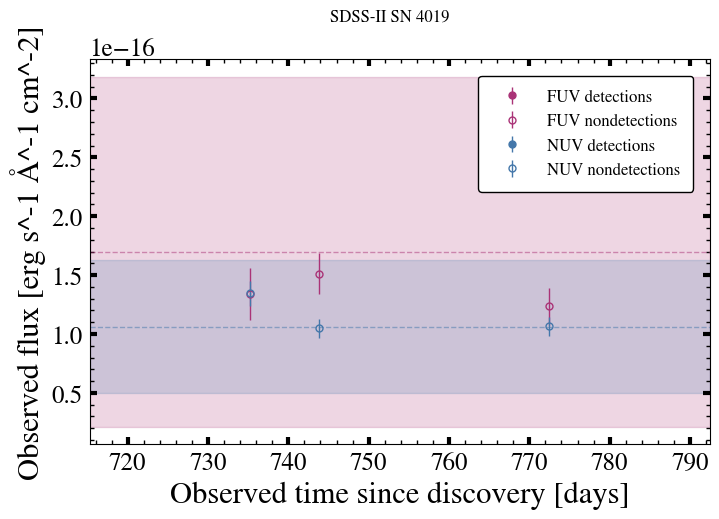 SDSS-II SN 4019
1e−16
Observed flux [erg s^-1 Å^-1 cm^-2]
3.0
2.5
2.0
1.5
1.0
0.5
FUV detections
FUV nondetections
NUV detections
NUV nondetections
720 730 740 750 760 770 780 790
Observed time since discovery [days]